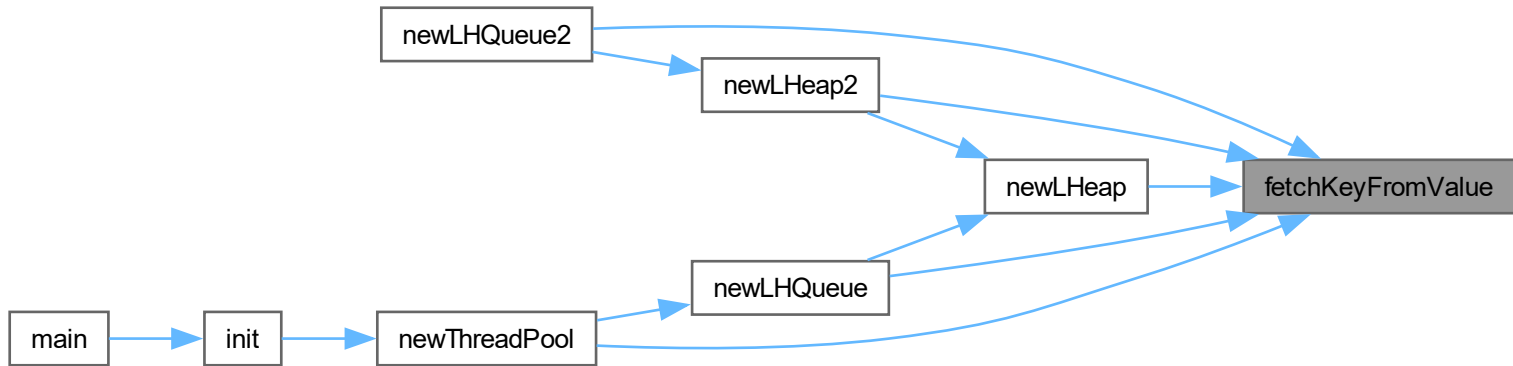 newLHQueue2
newLHeap2
newLHeap
fetchKeyFromValue
newLHQueue
main
init
newThreadPool